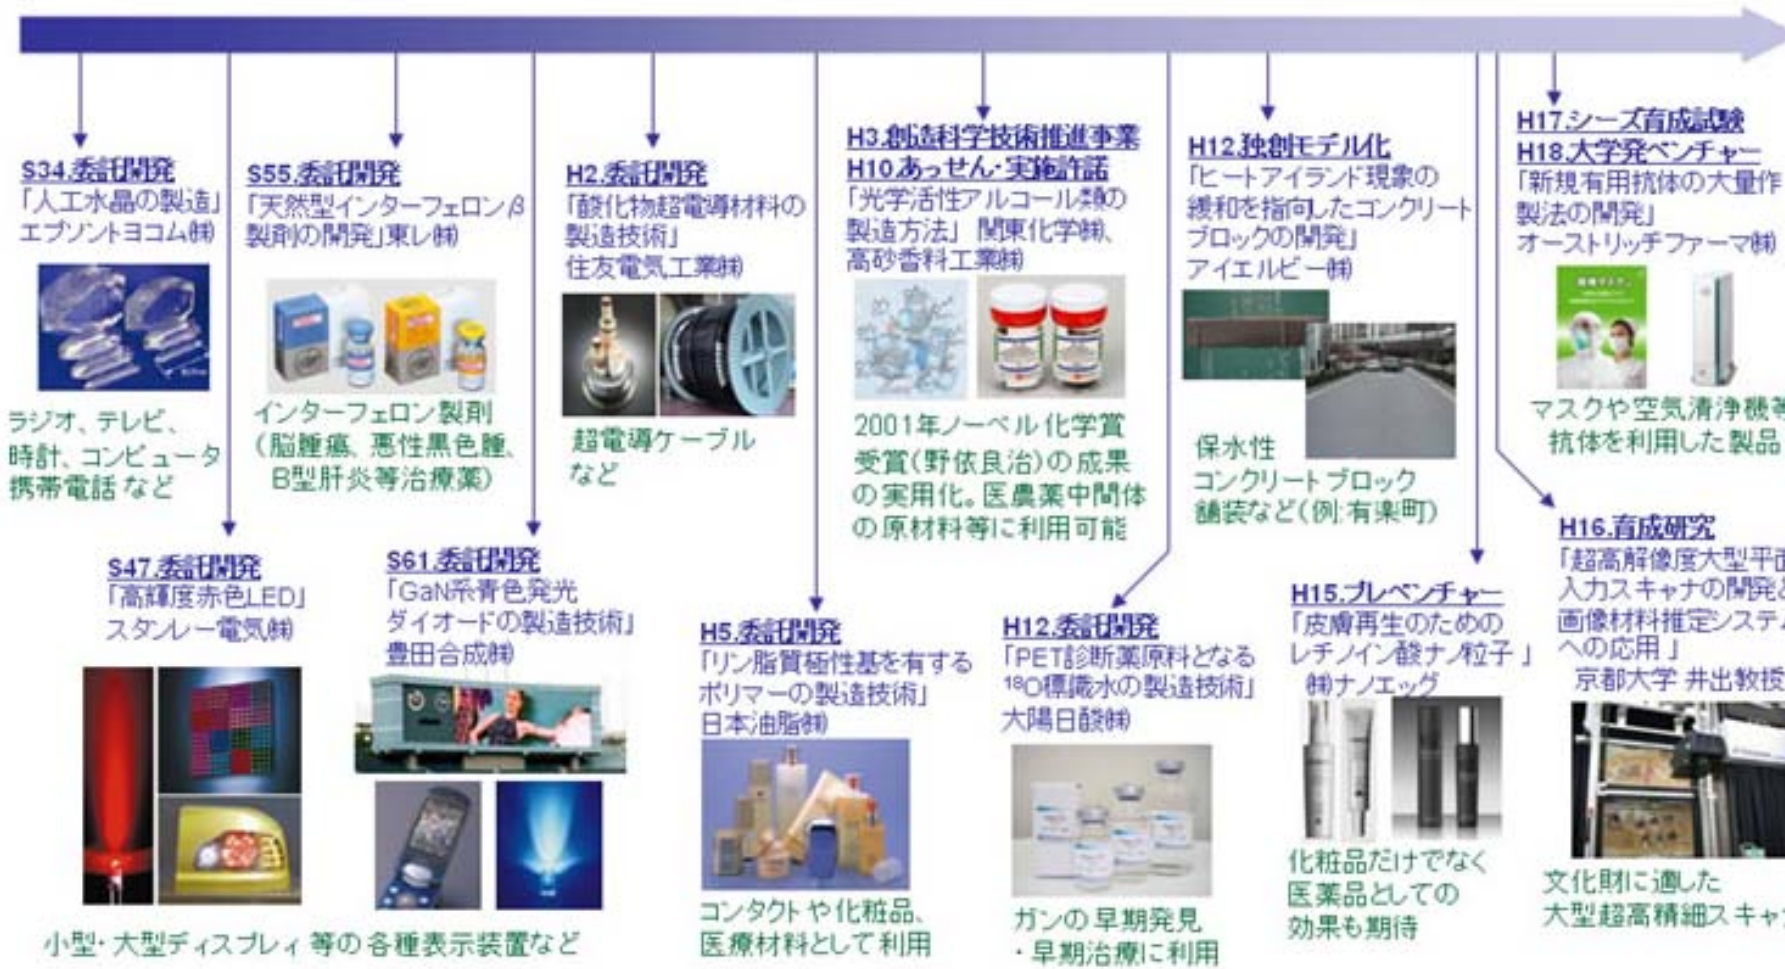 S34.委託開発
「人工水晶の製造」
エプソントヨコム㈱
ラジオ、テレビ、
時計、コンピュータ
携帯電話 など
S47.委託開発
「高輝度赤色LED」
スタンレー電気㈱
S55.委託開発
「天然型インターフェロンβ
製剤の開発」東レ㈱
インターフェロン製剤
(脳腫瘍、悪性黒色腫、
B型肝炎等治療薬)
S61.委託開発
「GaN系青色発光
ダイオードの製造技術」
豊田合成㈱
小型・大型ディスプレィ 等の 各種表示装置など
H2.委託開発
「酸化物超電導材料の
製造技術」
住友電気工業㈱
超電導ケーブル
など
H5.委託開発
「リン脂質極性基を有する
ポリマーの製造技術」
日本油脂㈱
コンタクトや化粧品、
医療材料として利用
H3.創造科学技術推進事業
H10.あっせん・実施許諾
「光学活性アルコール類の
製造方法」 関東化学㈱、
高砂香料工業㈱
2001年ノーベル化学賞
受賞(野依良治)の成果
の実用化。医農薬中間体
の原材料等に利用可能
H12.委託開発
「PET診断薬原料となる
¹⁸O標識水の製造技術」
大陽日酸㈱
ガンの早期発見
・早期治療に利用
H12.独創モデル化
「ヒートアイランド現象の
緩和を指向したコンクリート
ブロックの開発」
アイエルビー㈱
保水性
コンクリートブロック
舗装など(例:有楽町)
H15.プレベンチャー
「皮膚再生のための
レチノイン酸ナノ粒子」
㈱ナノエッグ
化粧品だけでなく
医薬品としての
効果も期待
H17.シーズ育成試験
H18.大学発ベンチャー
「新規有用抗体の大量作
製法の開発」
オーストリッチファーマ㈱
マスクや空気清浄機等
抗体を利用した製品
H16.育成研究
「超高解像度大型平面
入力スキャナの開発と
画像材料推定システム
への応用」
京都大学 井出教授
文化財に適した
大型超高精細スキャ